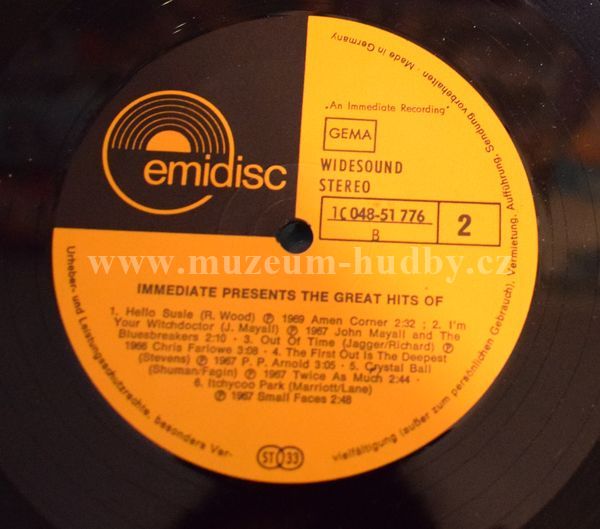 Made in Germany
„An Immediate Recording"
GEMA
WIDESOUND
STEREO
1C 048-51 776
B
2
emidisc
www.muzeum-hudby.cz
IMMEDIATE PRESENTS THE GREAT HITS OF
1. Hello Susie (R. Wood) Ⓟ 1969 Amen Corner 2:32 ; 2. I'm
Your Witchdoctor (J. Mayall) Ⓟ 1967 John Mayall and The
Bluesbreakers 2:10 · 3. Out Of Time (Jagger/Richard) Ⓟ
1966 Chris Farlowe 3:08 · 4. The First Cut Is The Deepest
(Stevens) Ⓟ 1967 P. P. Arnold 3:05 · 5. Crystal Ball
(Shuman/Fagin) Ⓟ 1967 Twice As Much 2:44 ·
6. Itchycoo Park (Marriott/Lane)
Ⓟ 1967 Small Faces 2:48
ST 33
Urheber- und Leistungsschutzrechte, besonders Ver-
vielfältigung (außer zum persönlichen Gebrauch), Vermietung, Aufführung, Sendung vorbehalten ·